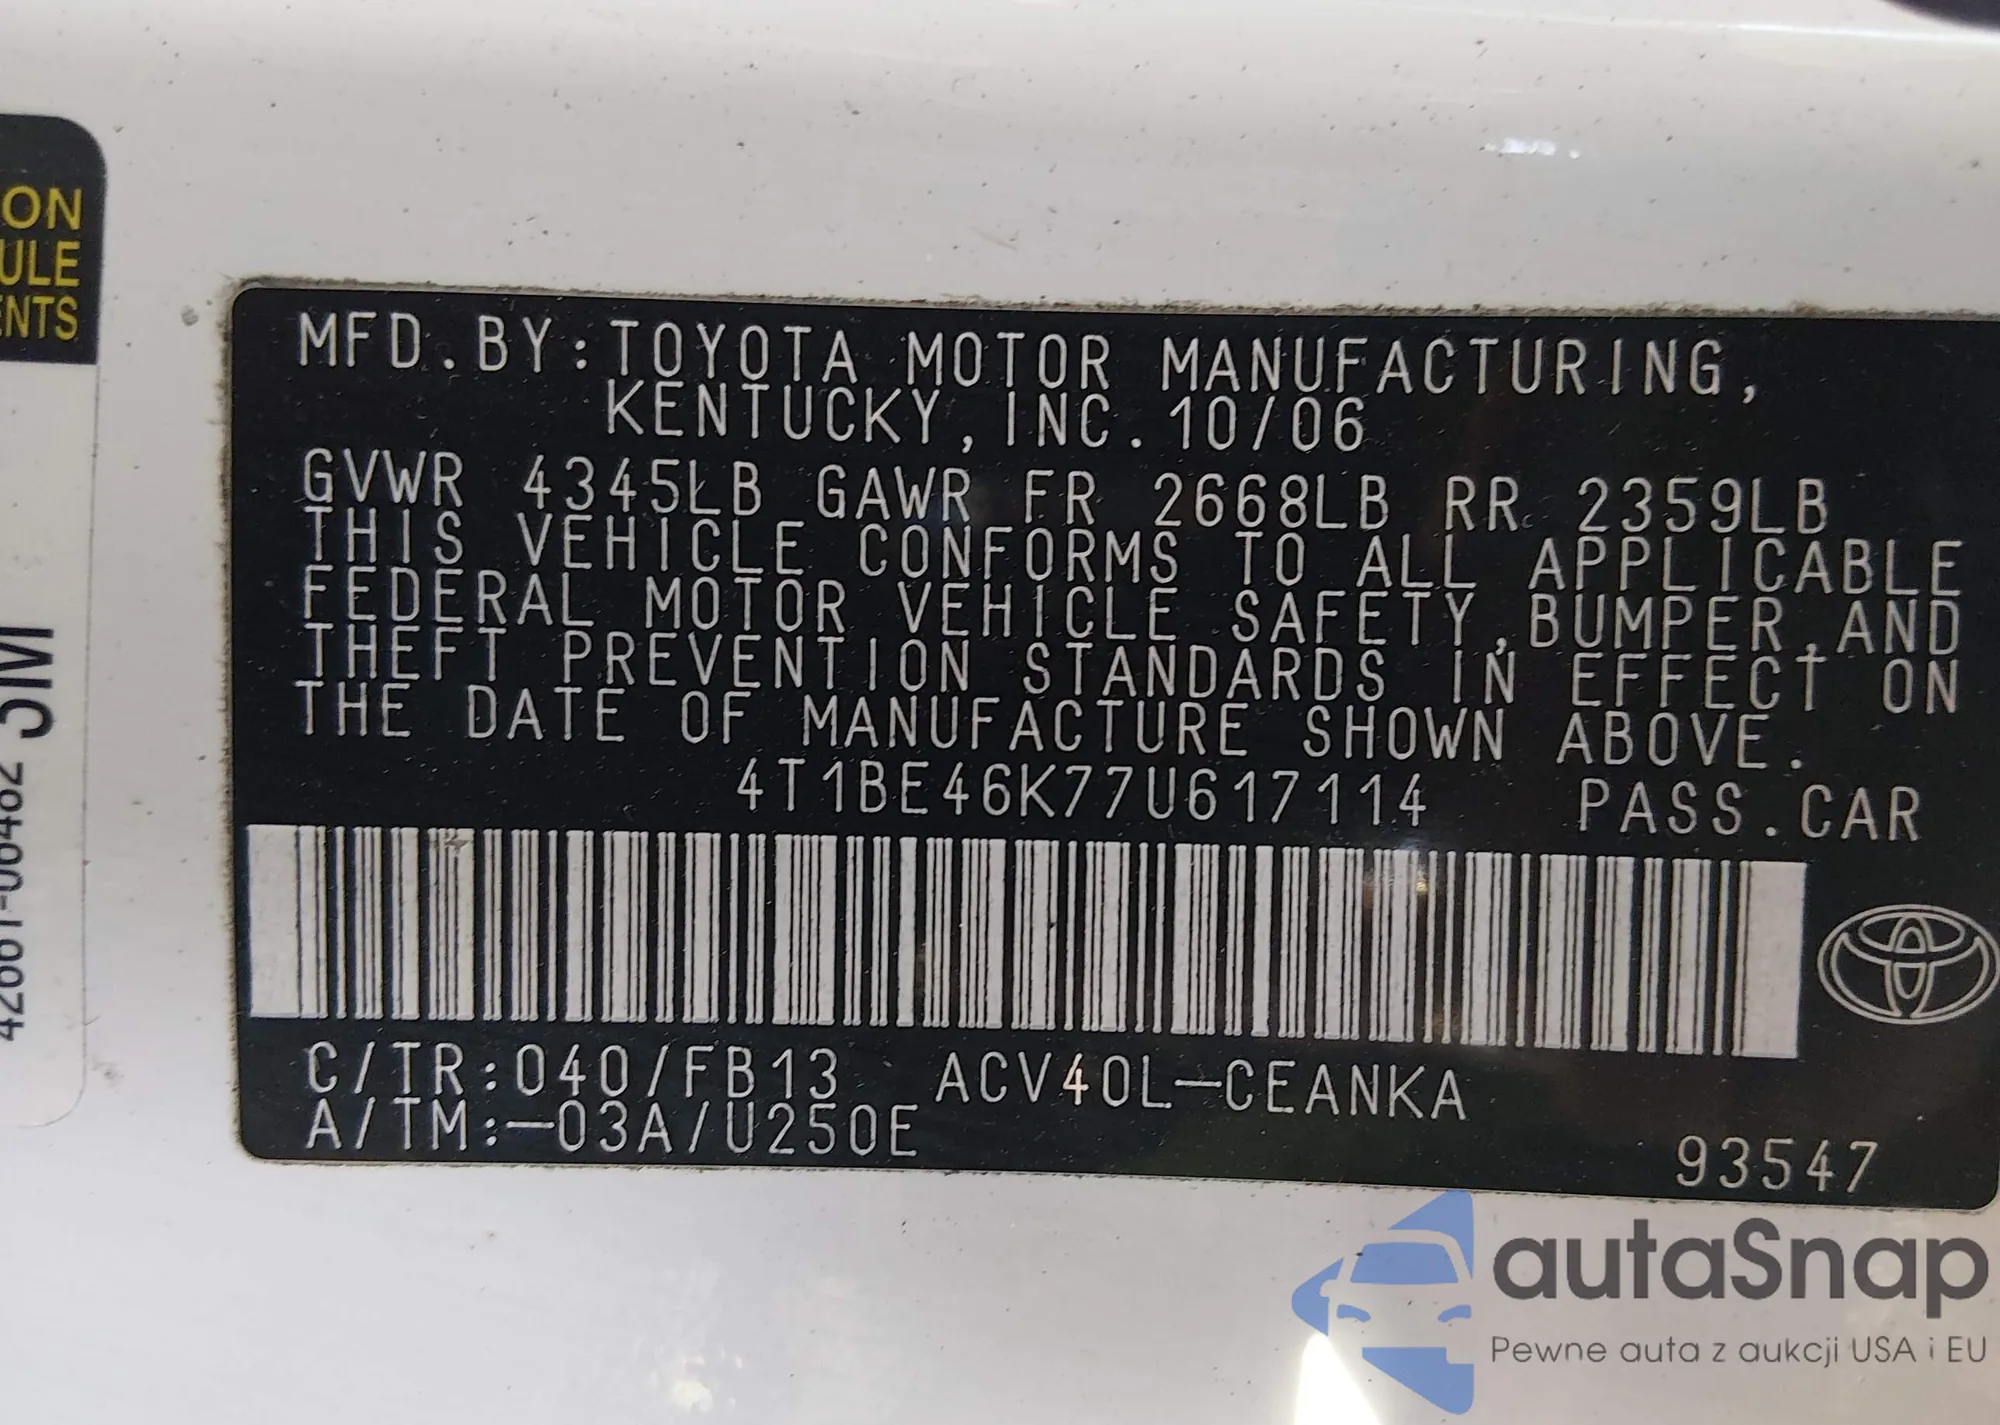 ON
ULE
ENTS
MFD.BY:TOYOTA MOTOR MANUFACTURING,
KENTUCKY,INC.10/06
GVWR 4345LB GAWR FR 2668LB RR 2359LB
THIS VEHICLE CONFORMS TO ALL APPLICABLE
FEDERAL MOTOR VEHICLE SAFETY,BUMPER,AND
THEFT PREVENTION STANDARDS IN EFFECT ON
THE DATE OF MANUFACTURE SHOWN ABOVE.
4T1BE46K77U617114 PASS.CAR
C/TR:040/FB13 ACV40L-CEANKA
A/TM:-03A/U250E
93547
autaSnap
Pewne auta z aukcji USA i EU